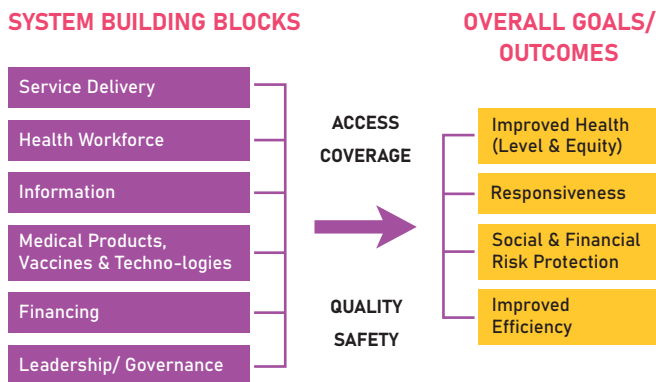 SYSTEM BUILDING BLOCKS
Service Delivery
Health Workforce
Information
Medical Products,
Vaccines & Techno-logies
Financing
Leadership/ Governance
ACCESS
COVERAGE
QUALITY
SAFETY
OVERALL GOALS/
OUTCOMES
Improved Health
(Level & Equity)
Responsiveness
Social & Financial
Risk Protection
Improved
Efficiency